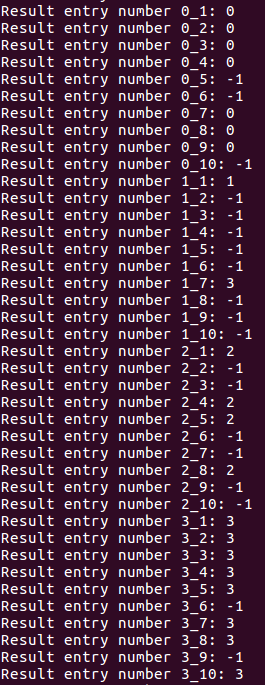 Result entry number 0_1: 0
Result entry number 0_2: 0
Result entry number 0_3: 0
Result entry number 0_4: 0
Result entry number 0_5: -1
Result entry number 0_6: -1
Result entry number 0_7: 0
Result entry number 0_8: 0
Result entry number 0_9: 0
Result entry number 0_10: -1
Result entry number 1_1: 1
Result entry number 1_2: -1
Result entry number 1_3: -1
Result entry number 1_4: -1
Result entry number 1_5: -1
Result entry number 1_6: -1
Result entry number 1_7: 3
Result entry number 1_8: -1
Result entry number 1_9: -1
Result entry number 1_10: -1
Result entry number 2_1: 2
Result entry number 2_2: -1
Result entry number 2_3: -1
Result entry number 2_4: 2
Result entry number 2_5: 2
Result entry number 2_6: -1
Result entry number 2_7: -1
Result entry number 2_8: 2
Result entry number 2_9: -1
Result entry number 2_10: -1
Result entry number 3_1: 3
Result entry number 3_2: 3
Result entry number 3_3: 3
Result entry number 3_4: 3
Result entry number 3_5: 3
Result entry number 3_6: -1
Result entry number 3_7: 3
Result entry number 3_8: 3
Result entry number 3_9: -1
Result entry number 3_10: 3